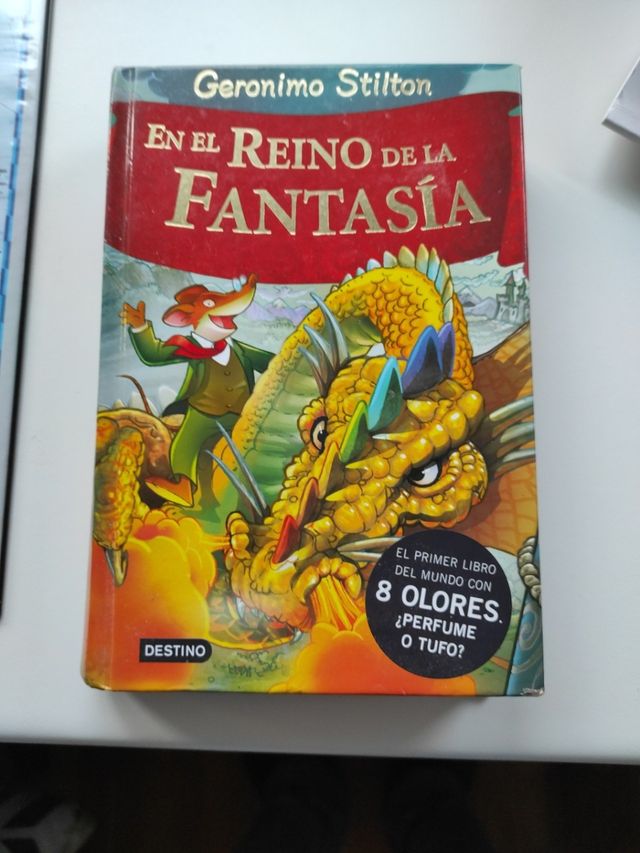 Geronimo Stilton
EN EL REINO DE LA
FANTASÍA
EL PRIMER LIBRO
DEL MUNDO CON
8 OLORES.
¿PERFUME
O TUFO?
DESTINO